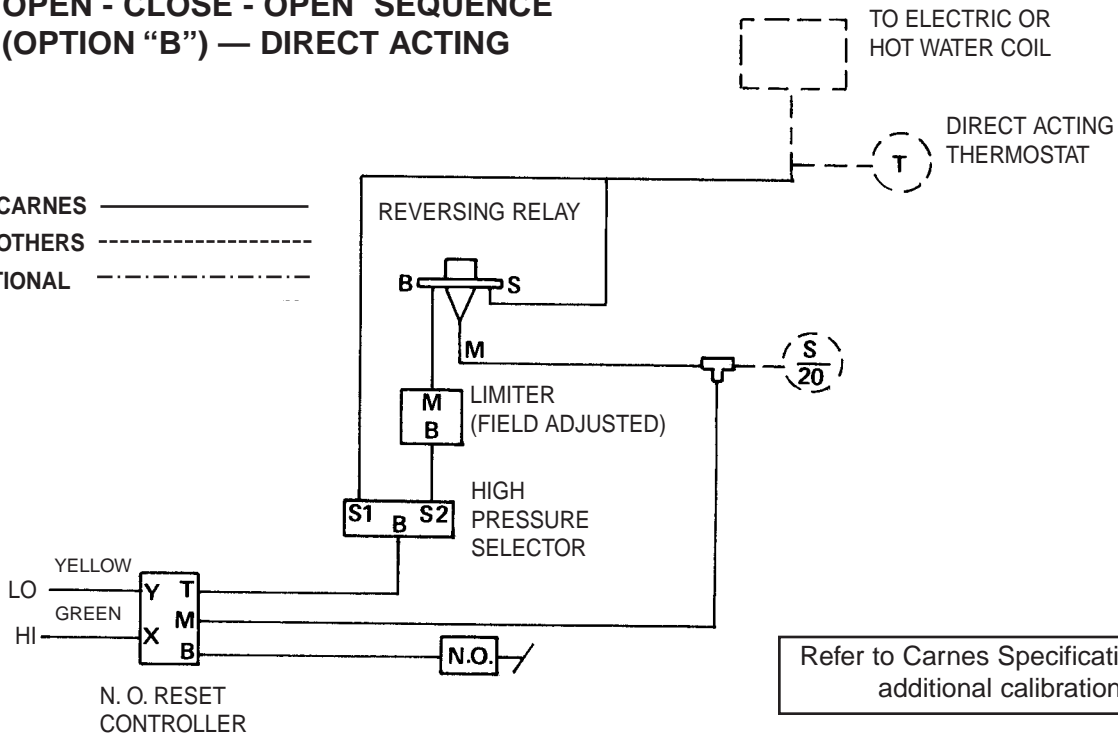 OPEN - CLOSE - OPEN SEQUENCE
(OPTION “B”) — DIRECT ACTING
TO ELECTRIC OR
HOT WATER COIL
DIRECT ACTING
THERMOSTAT
T
CARNES
OTHERS
REVERSING RELAY
B
S
M
S
20
M
B
LIMITER
(FIELD ADJUSTED)
S1
B
S2
HIGH
PRESSURE
SELECTOR
LO
YELLOW
Y
T
HI
GREEN
X
M
B
N.O.
N. O. RESET
CONTROLLER
Refer to Carnes
additional calibration